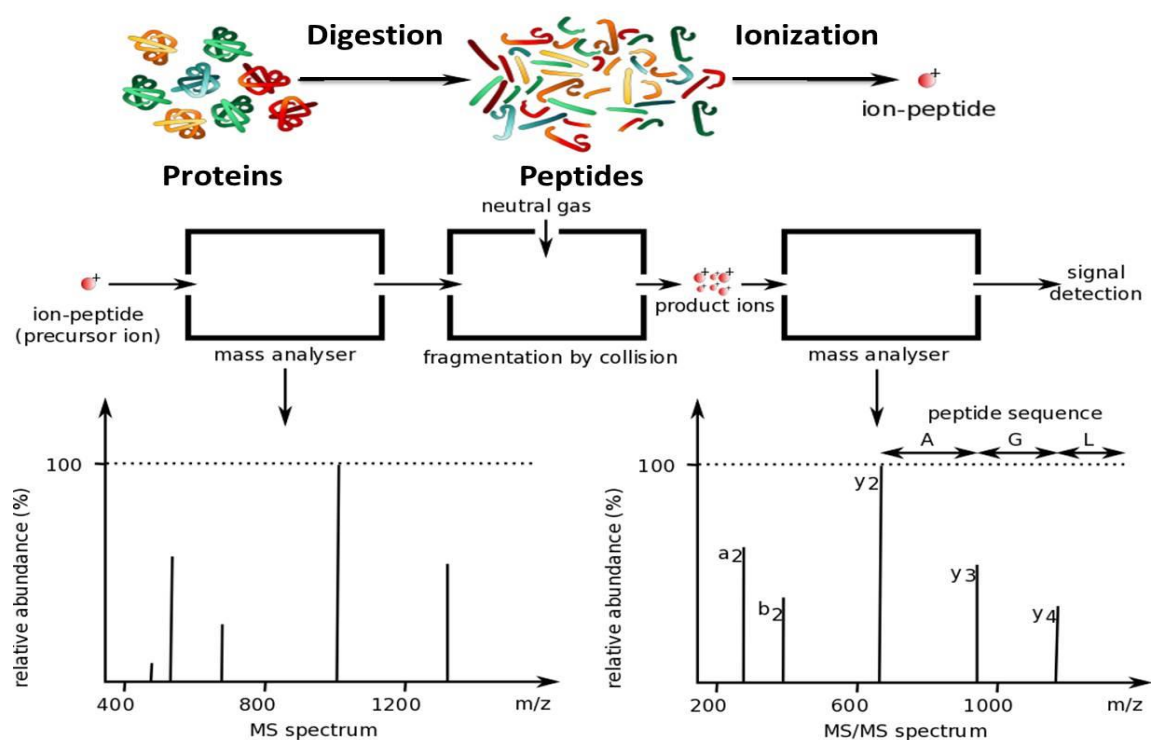 Digestion
Ionization
+
ion-peptide
Proteins
Peptides
neutral gas
+
ion-peptide
(precursor ion)
mass analyser
fragmentation by collision
+ + +
+ + +
product ions
mass analyser
signal
detection
relative abundance (%)
100
400
800
1200
m/z
MS spectrum
peptide sequence
A
G
L
relative abundance (%)
100
a2
b2
y2
y3
y4
200
600
1000
m/z
MS/MS spectrum